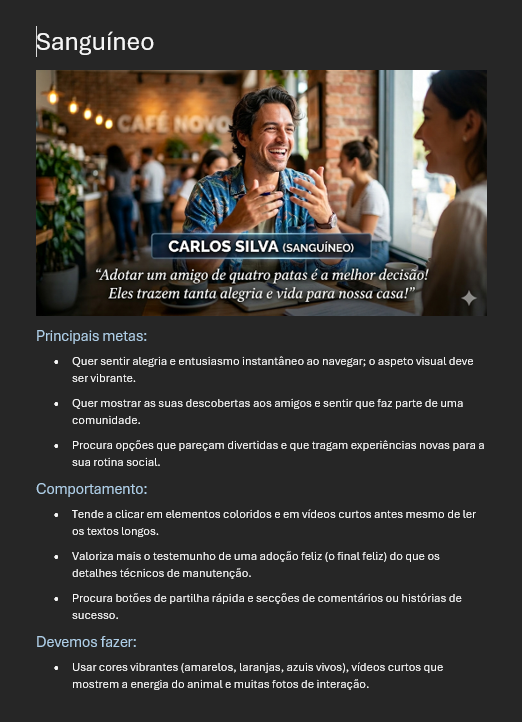 Sanguíneo
CAFÉ NOVO
CARLOS SILVA (SANGUÍNEO)
“Adotar um amigo de quatro patas é a melhor decisão!
Eles trazem tanta alegria e vida para nossa casa!”
Principais metas:
• Quer sentir alegria e entusiasmo instantâneo ao navegar; o aspeto visual deve
ser vibrante.
• Quer mostrar as suas descobertas aos amigos e sentir que faz parte de uma
comunidade.
• Procura opções que pareçam divertidas e que tragam experiências novas para a
sua rotina social.
Comportamento:
• Tende a clicar em elementos coloridos e em vídeos curtos antes mesmo de ler
os textos longos.
• Valoriza mais o testemunho de uma adoção feliz (o final feliz) do que os
detalhes técnicos de manutenção.
• Procura botões de partilha rápida e secções de comentários ou histórias de
sucesso.
Devemos fazer:
• Usar cores vibrantes (amarelos, laranjas, azuis vivos), vídeos curtos que
mostrem a energia do animal e muitas fotos de interação.